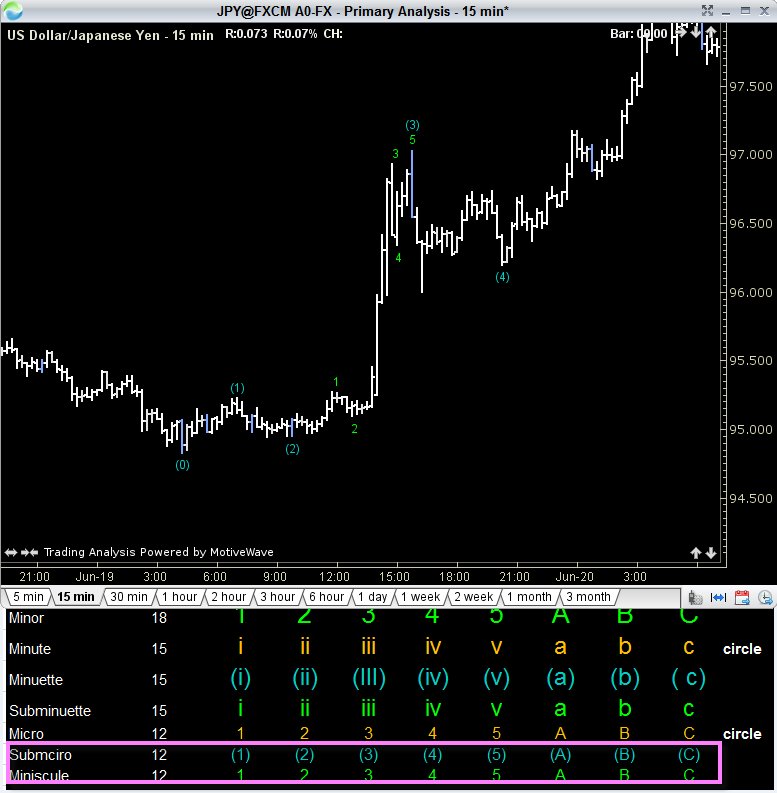 JPY@FXCM A0-FX - Primary Analysis - 15 min*
US Dollar/Japanese Yen - 15 min R:0.073 R:0.07% CH: Bar: 00:00
97.500
(3)
5
3
97.000
96.500
4
(4)
96.000
95.500
1
(1)
95.000
2
(2)
(0)
94.500
Trading Analysis Powered by MotiveWave
21:00 Jun-19 3:00 6:00 9:00 12:00 15:00 18:00 21:00 Jun-20 3:00
5 min 15 min 30 min 1 hour 2 hour 3 hour 6 hour 1 day 1 week 2 week 1 month 3 month
Minor 18 1 2 3 4 5 A B C
Minute 15 i ii iii iv v a b c circle
Minuette 15 (i) (ii) (III) (iv) (v) (a) (b) ( c)
Subminuette 15 i ii iii iv v a b c
Micro 12 1 2 3 4 5 A B C circle
Submciro 12 (1) (2) (3) (4) (5) (A) (B) (C)
Miniscule 12 1 2 3 4 5 A B C